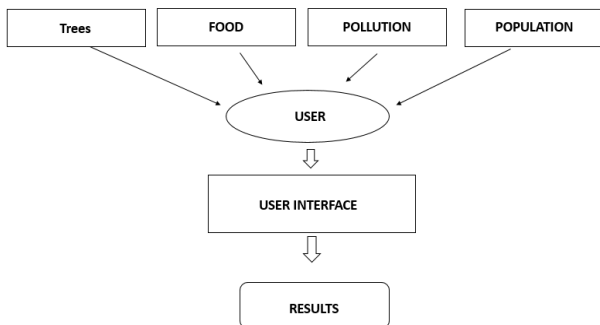 Trees
FOOD
POLLUTION
POPULATION
USER
USER INTERFACE
RESULTS